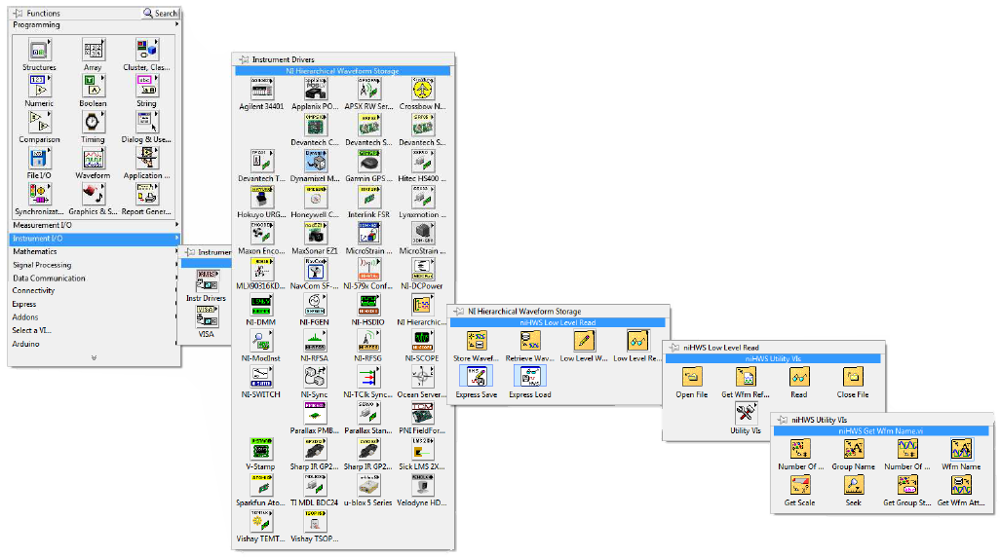 Functions
Search
Programming
Structures
Array
Cluster, Clas...
Numeric
Boolean
String
Comparison
Timing
Dialog & Use...
File I/O
Waveform
Application ...
Synchronizat...
Graphics & S...
Report Gener...
Measurement I/O
Instrument I/O
Mathematics
Signal Processing
Data Communication
Connectivity
Express
Addons
Select a VI...
Arduino
Instrumen
Instr Drivers
VISA
Instrument Drivers
NI Hierarchical Waveform Storage
Agilent 34401
Applanix PO...
APSX RW Ser...
Crossbow N...
Devantech C...
Devantech S...
Devantech S...
Devantech T...
Dynamixel M...
Garmin GPS ...
Hitec HS400 ...
Hokuyo URG...
Honeywell C...
Interlink FSR
Lynxmotion ...
Maxon Enco...
MaxSonar EZ1
MicroStrain ...
MicroStrain ...
MLX90316KD...
NavCom SF-...
NI-579x Conf...
NI-DCPower
NI-DMM
NI-FGEN
NI-HSDIO
NI Hierarchic...
NI-ModInst
NI-RFSA
NI-RFSG
NI-SCOPE
NI-SWITCH
NI-Sync
NI-TClk Sync...
Ocean Server...
Parallax PMB...
Parallax Stan...
PNI FieldFor...
V-Stamp
Sharp IR GP2...
Sharp IR GP2...
Sick LMS 2X...
Sparkfun Ato...
TI MDL BDC24
u-blox 5 Series
Velodyne HD...
Vishay TEMT...
Vishay TSOP...
NI Hierarchical Waveform Storage
niHWS Low Level Read
Store Wavef...
Retrieve Wav...
Low Level W...
Low Level Re...
Express Save
Express Load
niHWS Low Level Read
niHWS Utility VIs
Open File
Get Wfm Ref...
Read
Close File
Utility VIs
niHWS Utility VIs
niHWS Get Wfm Name.vi
Number Of ...
Group Name
Number Of ...
Wfm Name
Get Scale
Seek
Get Group St...
Get Wfm Att...